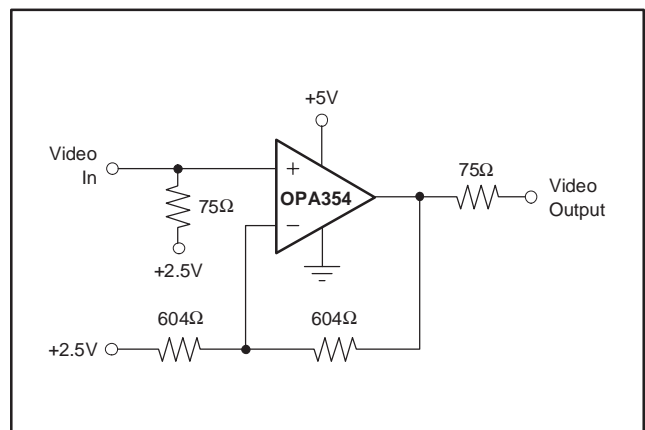 +5V
Video
In
+
OPA354
−
75Ω
75Ω
Video
Output
+2.5V
604Ω
604Ω
+2.5V